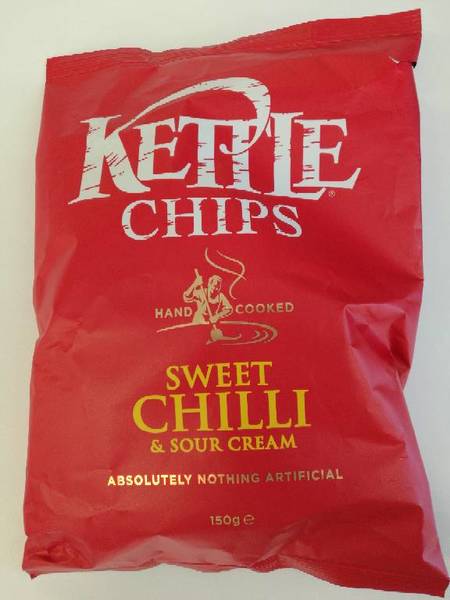 KETTLE®
CHIPS
HAND COOKED
SWEET
CHILLI
& SOUR CREAM
ABSOLUTELY NOTHING ARTIFICIAL
150g ℮